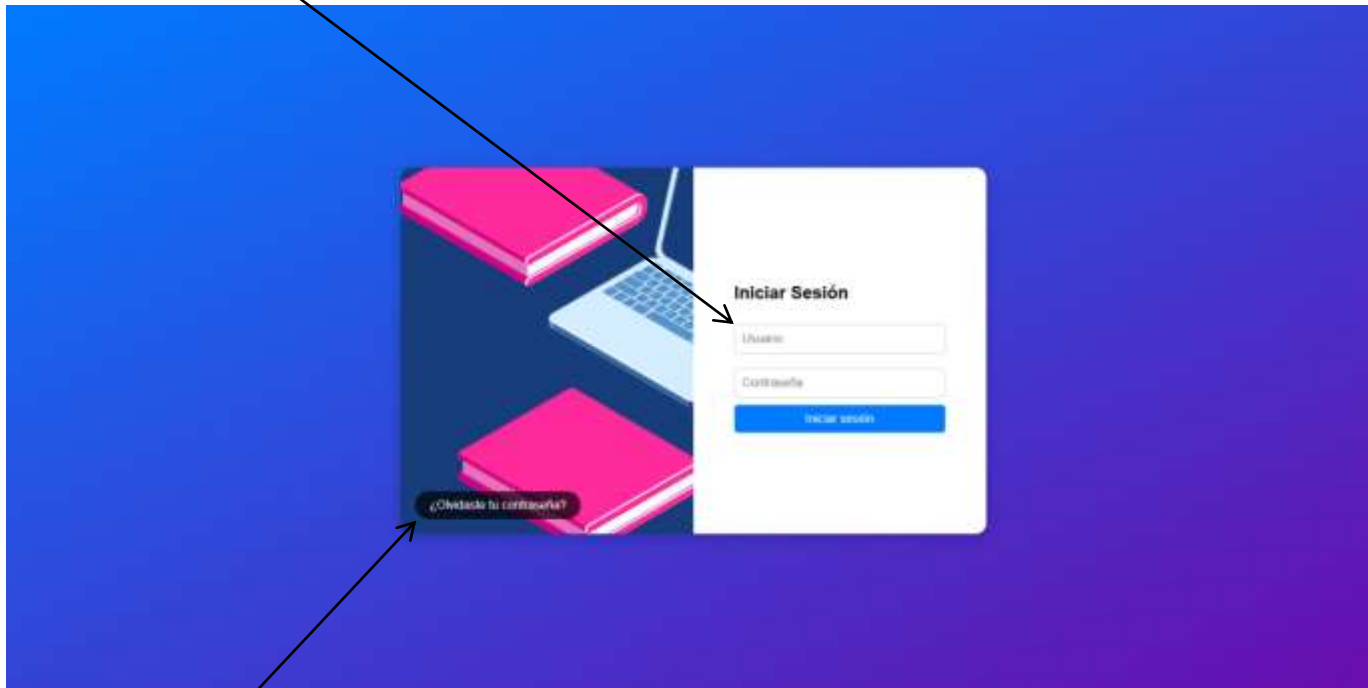 Iniciar Sesión
Usuario
Contraseña
Iniciar sesión
¿Olvidaste tu contraseña?